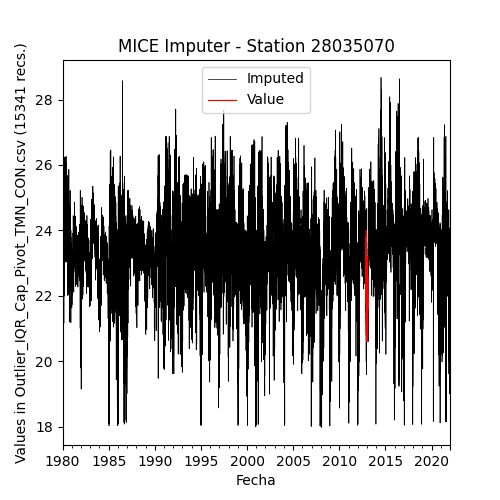 MICE Imputer - Station 28035070
Imputed
Value
Values in Outlier_IQR_Cap_Pivot_TMN_CON.csv (15341 recs.)
28
26
24
22
20
18
1980 1985 1990 1995 2000 2005 2010 2015 2020
Fecha